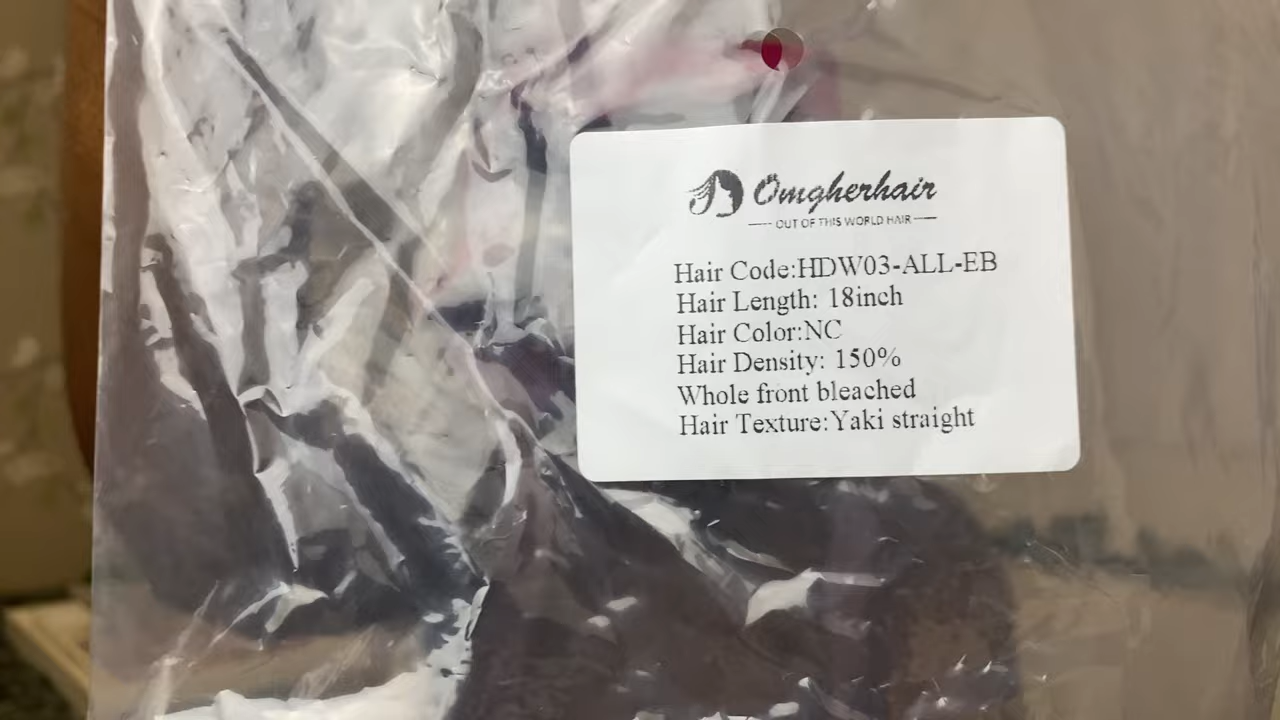 Omgherhair
OUT OF THIS WORLD HAIR
Hair Code:HDW03-ALL-EB
Hair Length: 18inch
Hair Color:NC
Hair Density: 150%
Whole front bleached
Hair Texture:Yaki straight